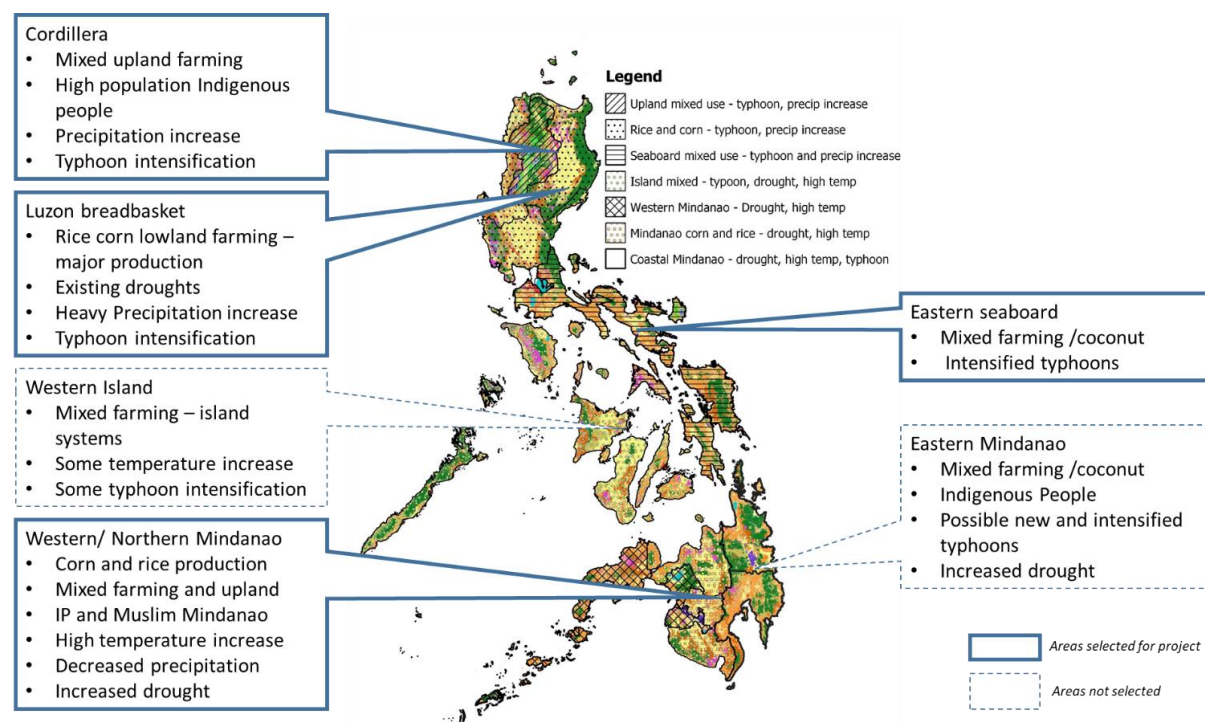 Cordillera
• Mixed upland farming
• High population Indigenous
people
• Precipitation increase
• Typhoon intensification
Luzon breadbasket
• Rice corn lowland farming –
major production
• Existing droughts
• Heavy Precipitation increase
• Typhoon intensification
Western Island
• Mixed farming – island
systems
• Some temperature increase
• Some typhoon intensification
Western/ Northern Mindanao
• Corn and rice production
• Mixed farming and upland
• IP and Muslim Mindanao
• High temperature increase
• Decreased precipitation
• Increased drought
Legend
Upland mixed use - typhoon, precip increase
Rice and corn - typhoon, precip increase
Seaboard mixed use - typhoon and precip increase
Island mixed - typoon, drought, high temp
Western Mindanao - Drought, high temp
Mindanao corn and rice - drought, high temp
Coastal Mindanao - drought, high temp, typhoon
Eastern seaboard
• Mixed farming /coconut
• Intensified typhoons
Eastern Mindanao
• Mixed farming /coconut
• Indigenous People
• Possible new and intensified
typhoons
• Increased drought
Areas selected for project
Areas not selected